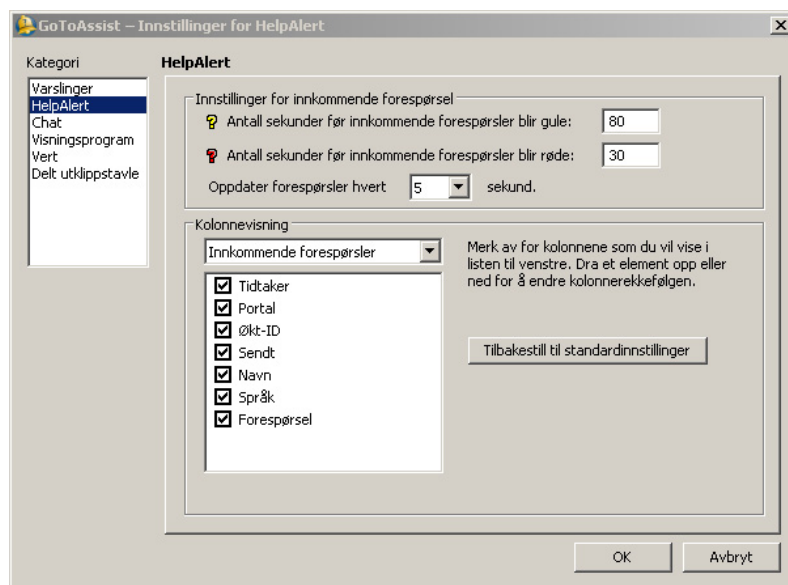 GoToAssist – Innstillinger for HelpAlert
Kategori
Varslinger
HelpAlert
Chat
Visningsprogram
Vert
Delt utklippstavle
HelpAlert
Innstillinger for innkommende forespørsel
Antall sekunder før innkommende forespørsler blir gule: 80
Antall sekunder før innkommende forespørsler blir røde: 30
Oppdater forespørsler hvert 5 sekund.
Kolonnevisning
Innkommende forespørsler
Tidtaker
Portal
Økt-ID
Sendt
Navn
Språk
Forespørsel
Merk av for kolonnene som du vil vise i
listen til venstre. Dra et element opp eller
ned for å endre kolonnerekkefølgen.
Tilbakestill til standardinnstillinger
OK
Avbryt